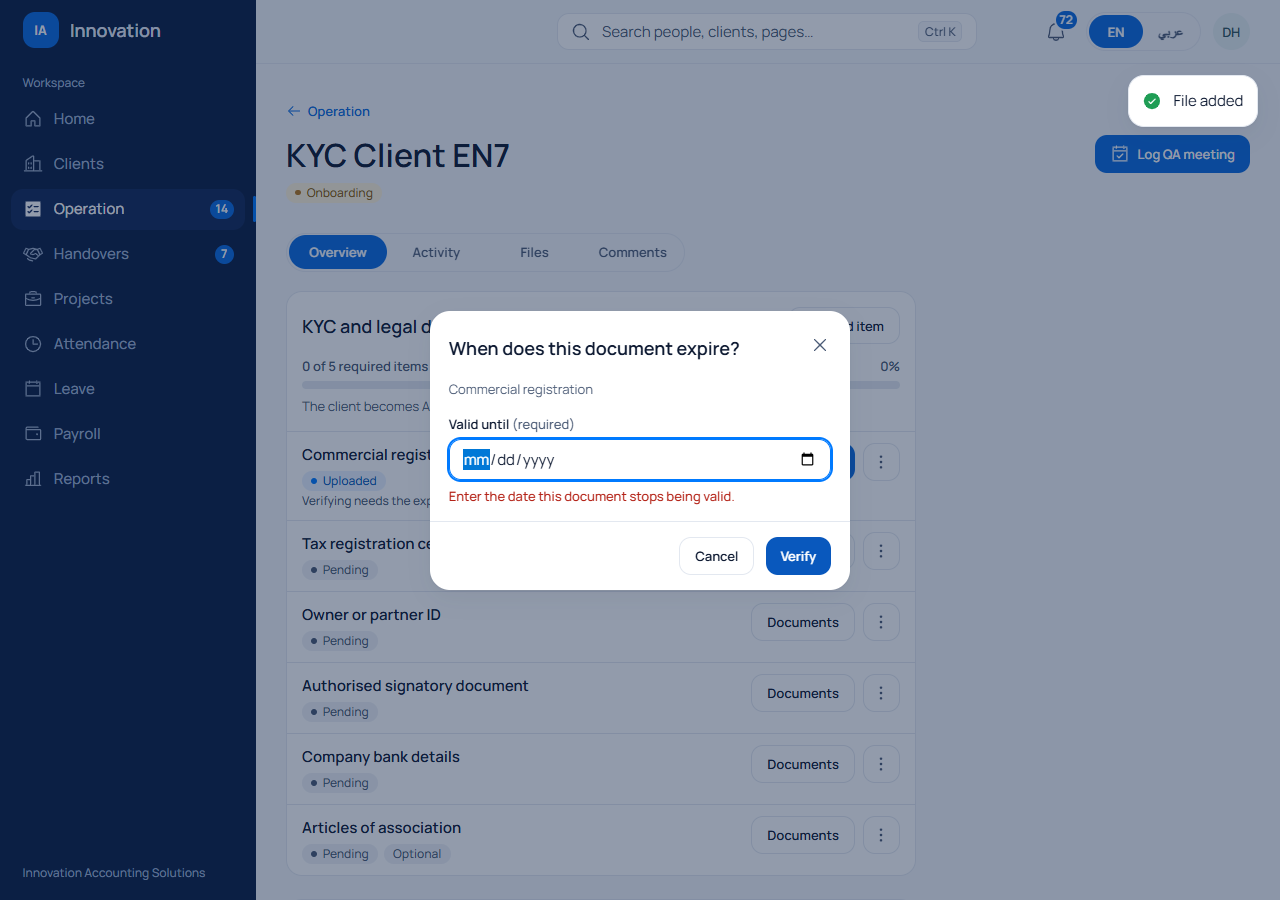 IA Innovation
Search people, clients, pages...
Ctrl K
72
EN
عربي
DH
Workspace
Home
Clients
Operation 14
Handovers 7
Projects
Attendance
Leave
Payroll
Reports
Innovation Accounting Solutions
File added
Operation
KYC Client EN7
Log QA meeting
Onboarding
Overview
Activity
Files
Comments
KYC and legal d
item
0 of 5 required items
0%
The client becomes A
When does this document expire?
Commercial registration
Valid until (required)
mm/dd/yyyy
Enter the date this document stops being valid.
Cancel
Verify
Commercial regist
Uploaded
Verifying needs the exp
Tax registration ce
Pending
Owner or partner ID
Pending
Documents
Authorised signatory document
Pending
Documents
Company bank details
Pending
Documents
Articles of association
Pending
Optional
Documents